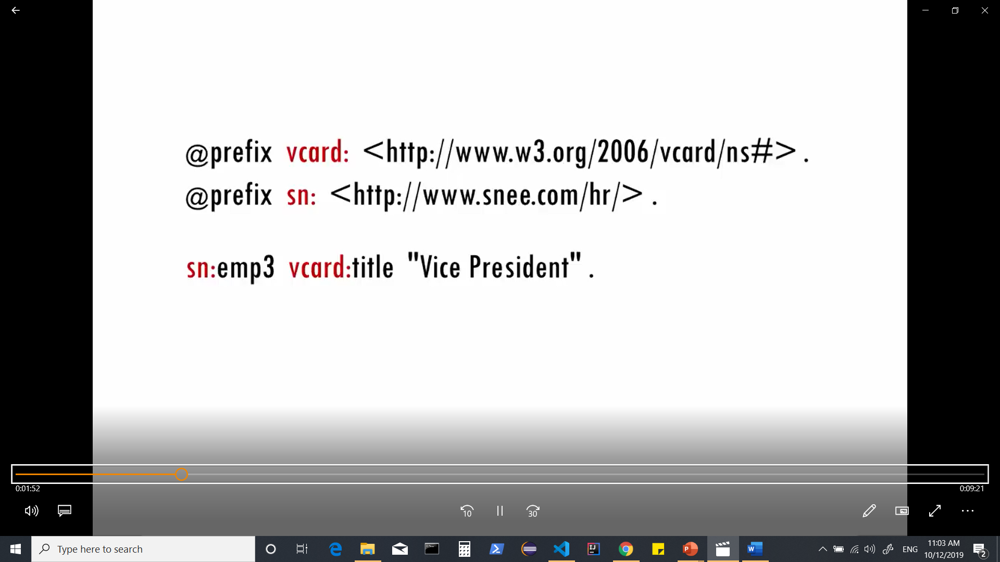 @prefix vcard: <http://www.w3.org/2006/vcard/ns#> .
@prefix sn: <http://www.snee.com/hr/> .
sn:emp3 vcard:title "Vice President" .
0:01:52
0:09:21
10
30
Type here to search
ENG
11:03 AM
10/12/2019
2